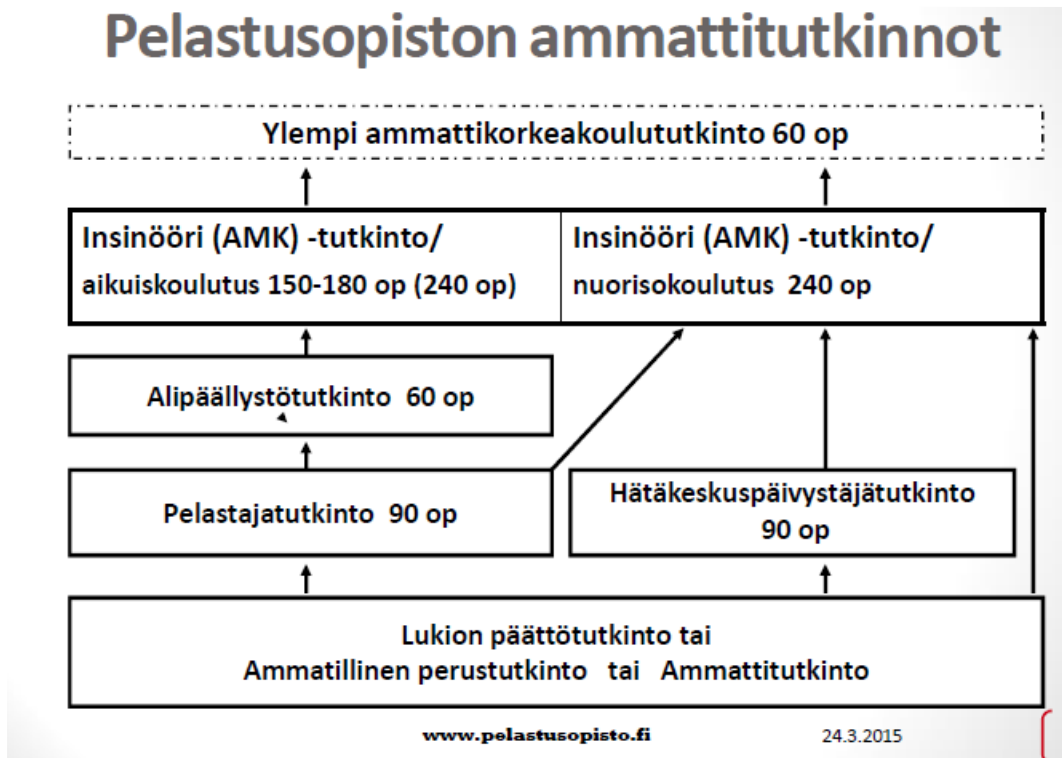 Pelastusopiston ammattitutkinnot
Ylempi ammattikorkeakoulututkinto 60 op
Insinööri (AMK) -tutkinto/
aikuiskoulutus 150-180 op (240 op)
Insinööri (AMK) -tutkinto/
nuorisokoulutus 240 op
Alipäällystötutkinto 60 op
Pelastajatutkinto 90 op
Hätäkeskuspäivystäjätutkinto
90 op
Lukion päättötutkinto tai
Ammatillinen perustutkinto tai Ammattitutkinto
www.pelastusopisto.fi
24.3.2015